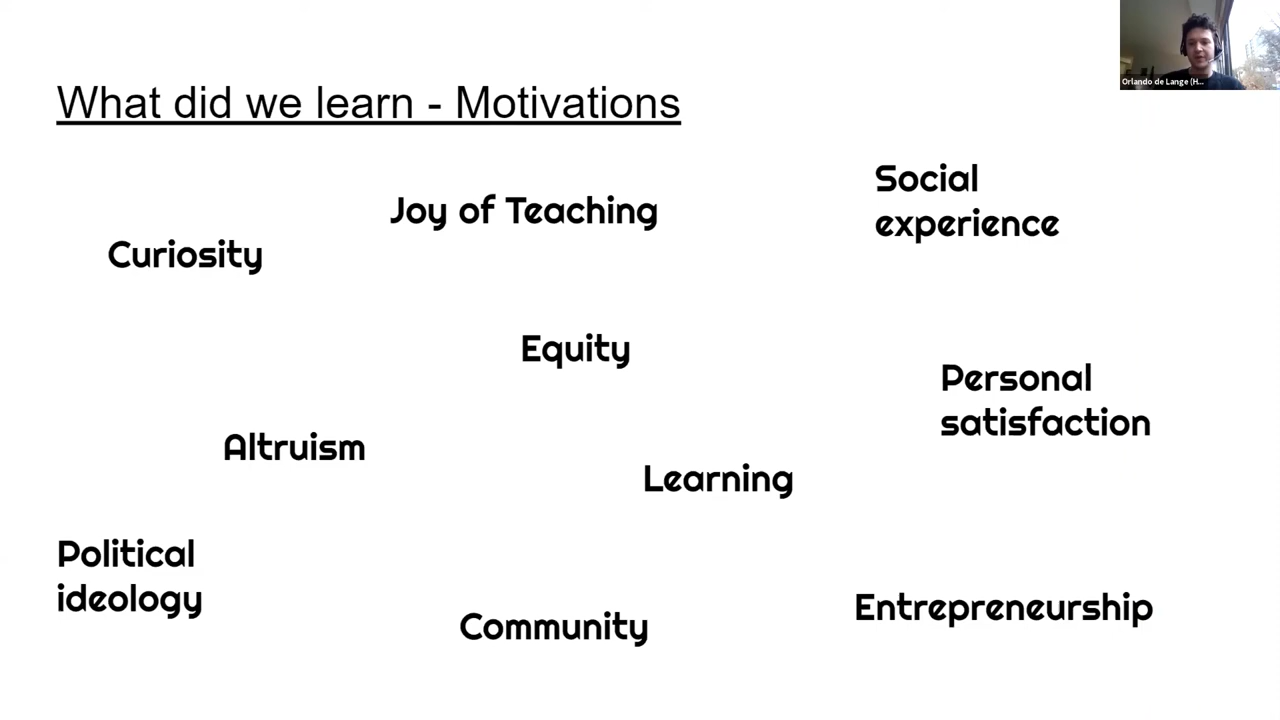 What did we learn - Motivations
Orlando de Lange (H...
Joy of Teaching
Social
experience
Curiosity
Equity
Personal
satisfaction
Altruism
Learning
Political
ideology
Community
Entrepreneurship